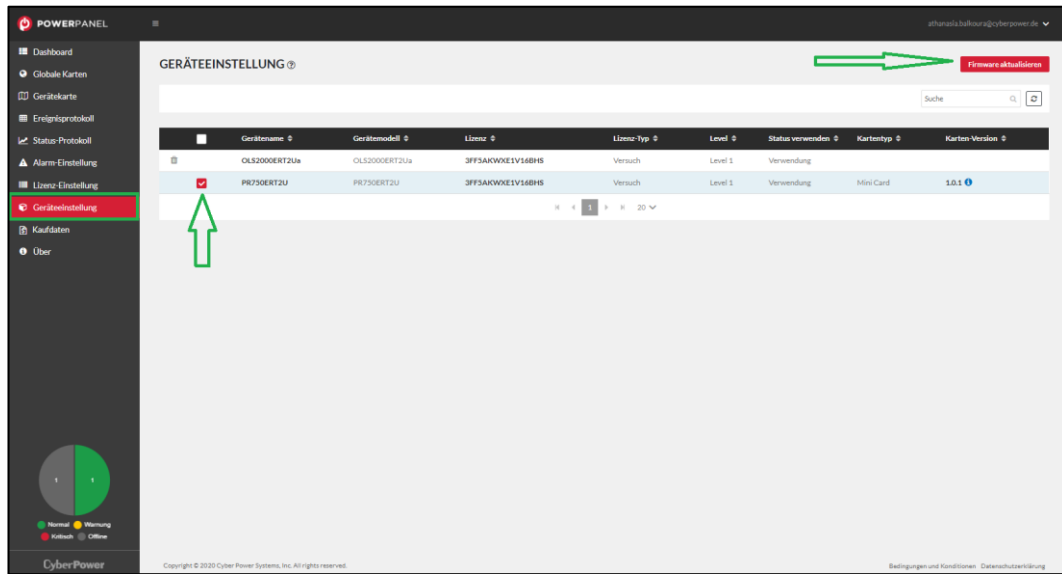 POWERPANEL
athanasla.balkoura@cyberpower.de
Dashboard
Globale Karten
Gerätekarte
Ereignisprotokoll
Status-Protokoll
Alarm-Einstellung
Lizenz-Einstellung
Geräteeinstellung
Kaufdaten
Über
GERÄTEEINSTELLUNG
Firmware aktualisieren
Suche
Gerätename Gerätemodell Lizenz Lizenz-Typ Level Status verwenden Kartentyp Karten-Version
OLS2000ERT2Ua OLS2000ERT2Ua 3FF5AKWXE1V16BHS Versuch Level 1 Verwendung
PR750ERT2U PR750ERT2U 3FF5AKWXE1V16BHS Versuch Level 1 Verwendung Mini Card 1.0.1
1 20
1 1
Normal Warnung
Kritisch Offline
CyberPower
Copyright © 2020 Cyber Power Systems, Inc. All rights reserved.
Bedingungen und Konditionen Datenschutzerklärung